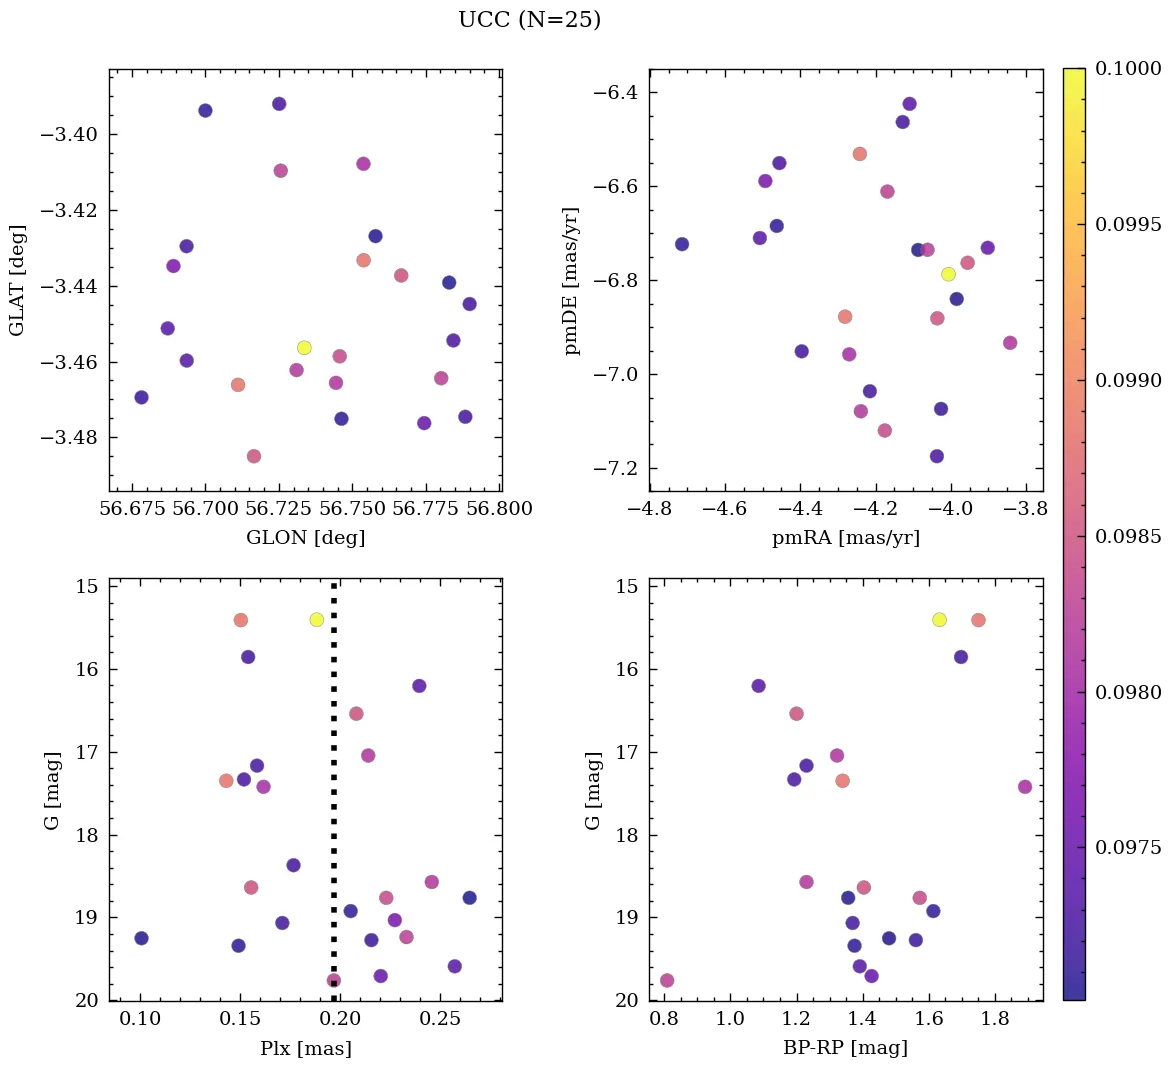 UCC (N=25)
−3.40
−3.42
−3.44
−3.46
−3.48
GLAT [deg]
56.675 56.700 56.725 56.750 56.775 56.800
GLON [deg]
−6.4
−6.6
−6.8
−7.0
−7.2
pmDE [mas/yr]
−4.8 −4.6 −4.4 −4.2 −4.0 −3.8
pmRA [mas/yr]
15
16
17
18
19
20
G [mag]
0.10 0.15 0.20 0.25
Plx [mas]
15
16
17
18
19
20
G [mag]
0.8 1.0 1.2 1.4 1.6 1.8
BP-RP [mag]
0.1000
0.0995
0.0990
0.0985
0.0980
0.0975